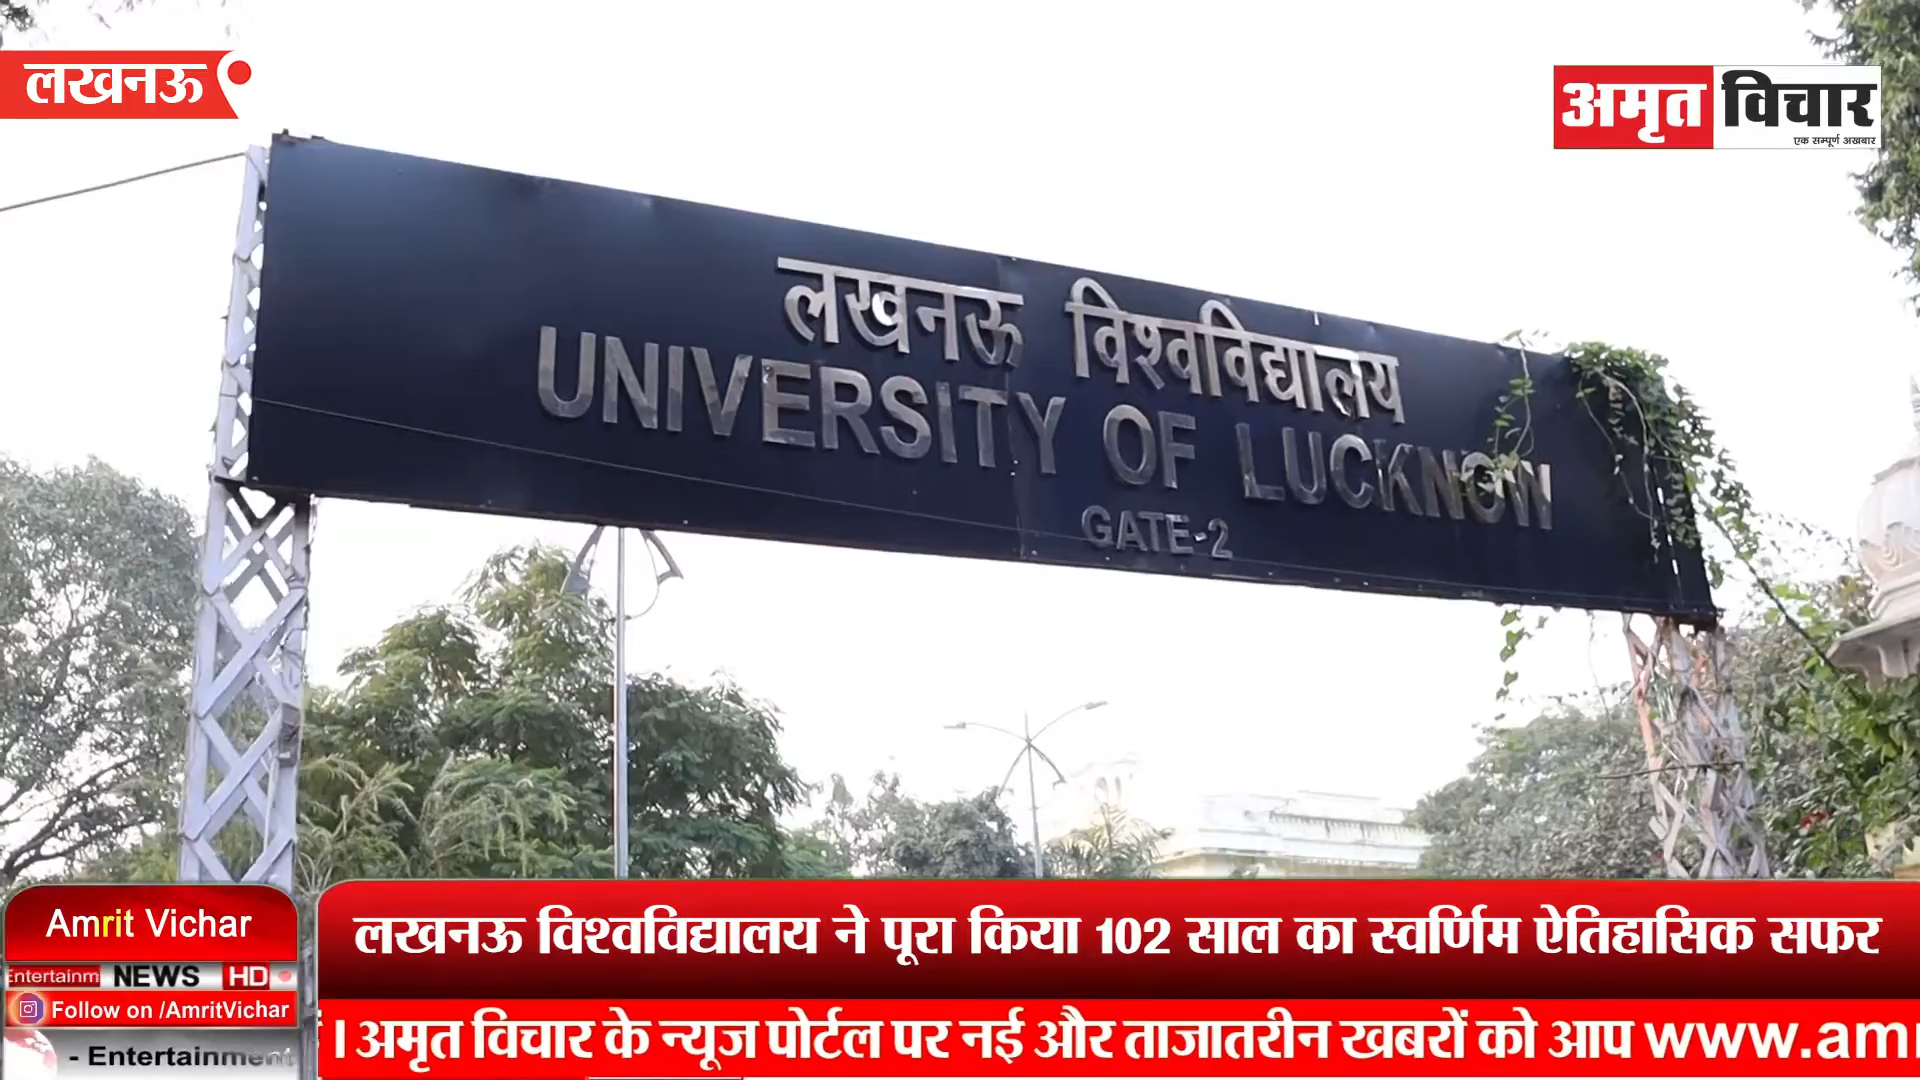 लखनऊ
अमृत विचार
एक सम्पूर्ण अखबार
लखनऊ विश्वविद्यालय
UNIVERSITY OF LUCKNOW
GATE-2
Amrit Vichar
लखनऊ विश्वविद्यालय ने पूरा किया 102 साल का स्वर्णिम ऐतिहासिक सफर
Entertainm NEWS HD
Follow on /AmritVichar
- Entertainment
। अमृत विचार के न्यूज पोर्टल पर नई और ताजातरीन खबरों को आप www.am